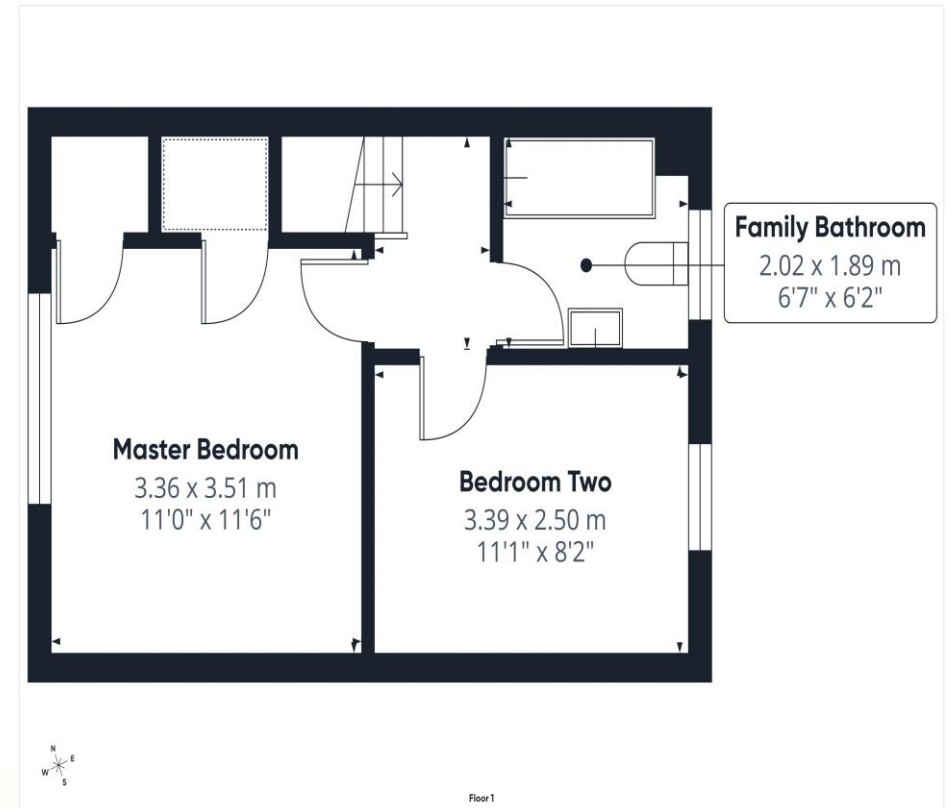 Family Bathroom
2.02 x 1.89 m
6'7" x 6'2"
Master Bedroom
3.36 x 3.51 m
11'0" x 11'6"
Bedroom Two
3.39 x 2.50 m
11'1" x 8'2"
N
E
W
S
Floor 1